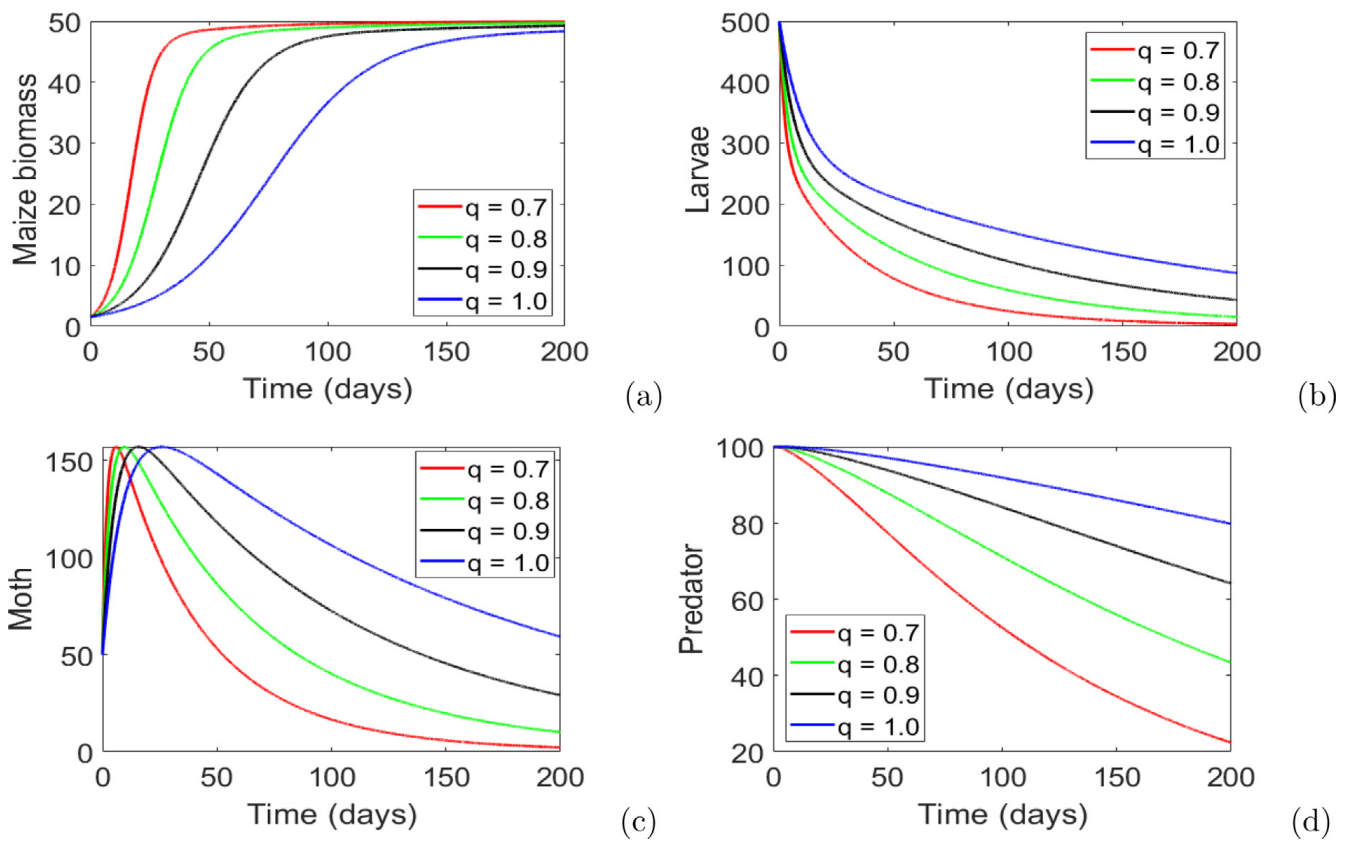 Maize biomass
50
40
30
20
10
0
q = 0.7
q = 0.8
q = 0.9
q = 1.0
0 50 100 150 200
Time (days)
(a)
Larvae
500
400
300
200
100
0
q = 0.7
q = 0.8
q = 0.9
q = 1.0
0 50 100 150 200
Time (days)
(b)
Moth
150
100
50
0
q = 0.7
q = 0.8
q = 0.9
q = 1.0
0 50 100 150 200
Time (days)
(c)
Predator
100
80
60
40
20
q = 0.7
q = 0.8
q = 0.9
q = 1.0
0 50 100 150 200
Time (days)
(d)